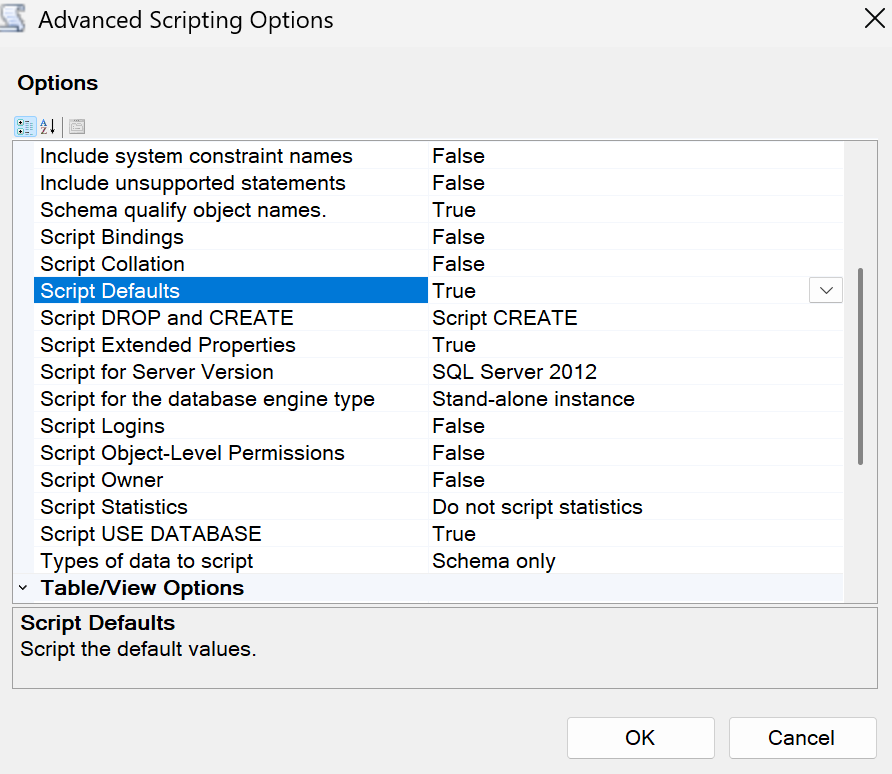 Advanced Scripting Options
Options
Include system constraint names False
Include unsupported statements False
Schema qualify object names. True
Script Bindings False
Script Collation False
Script Defaults True
Script DROP and CREATE Script CREATE
Script Extended Properties True
Script for Server Version SQL Server 2012
Script for the database engine type Stand-alone instance
Script Logins False
Script Object-Level Permissions False
Script Owner False
Script Statistics Do not script statistics
Script USE DATABASE True
Types of data to script Schema only
Table/View Options
Script Defaults
Script the default values.
OK Cancel